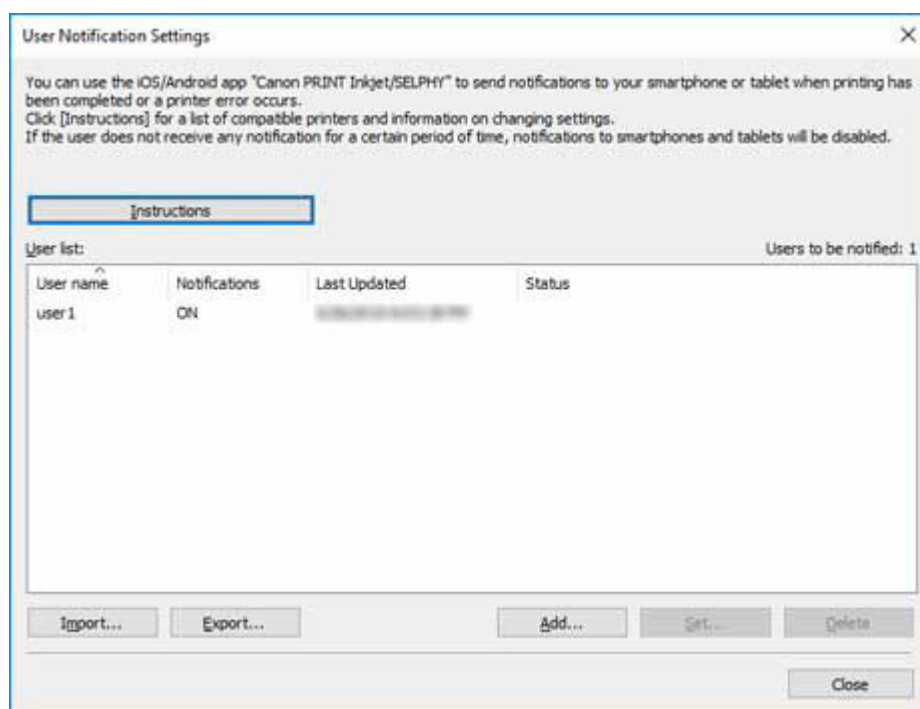 User Notification Settings
You can use the iOS/Android app "Canon PRINT Inkjet/SELPHY" to send notifications to your smartphone or tablet when printing has
been completed or a printer error occurs.
Click [Instructions] for a list of compatible printers and information on changing settings.
If the user does not receive any notification for a certain period of time, notifications to smartphones and tablets will be disabled.
Instructions
User list: Users to be notified: 1
User name Notifications Last Updated Status
user1 ON
Import... Export... Add... Set... Delete
Close